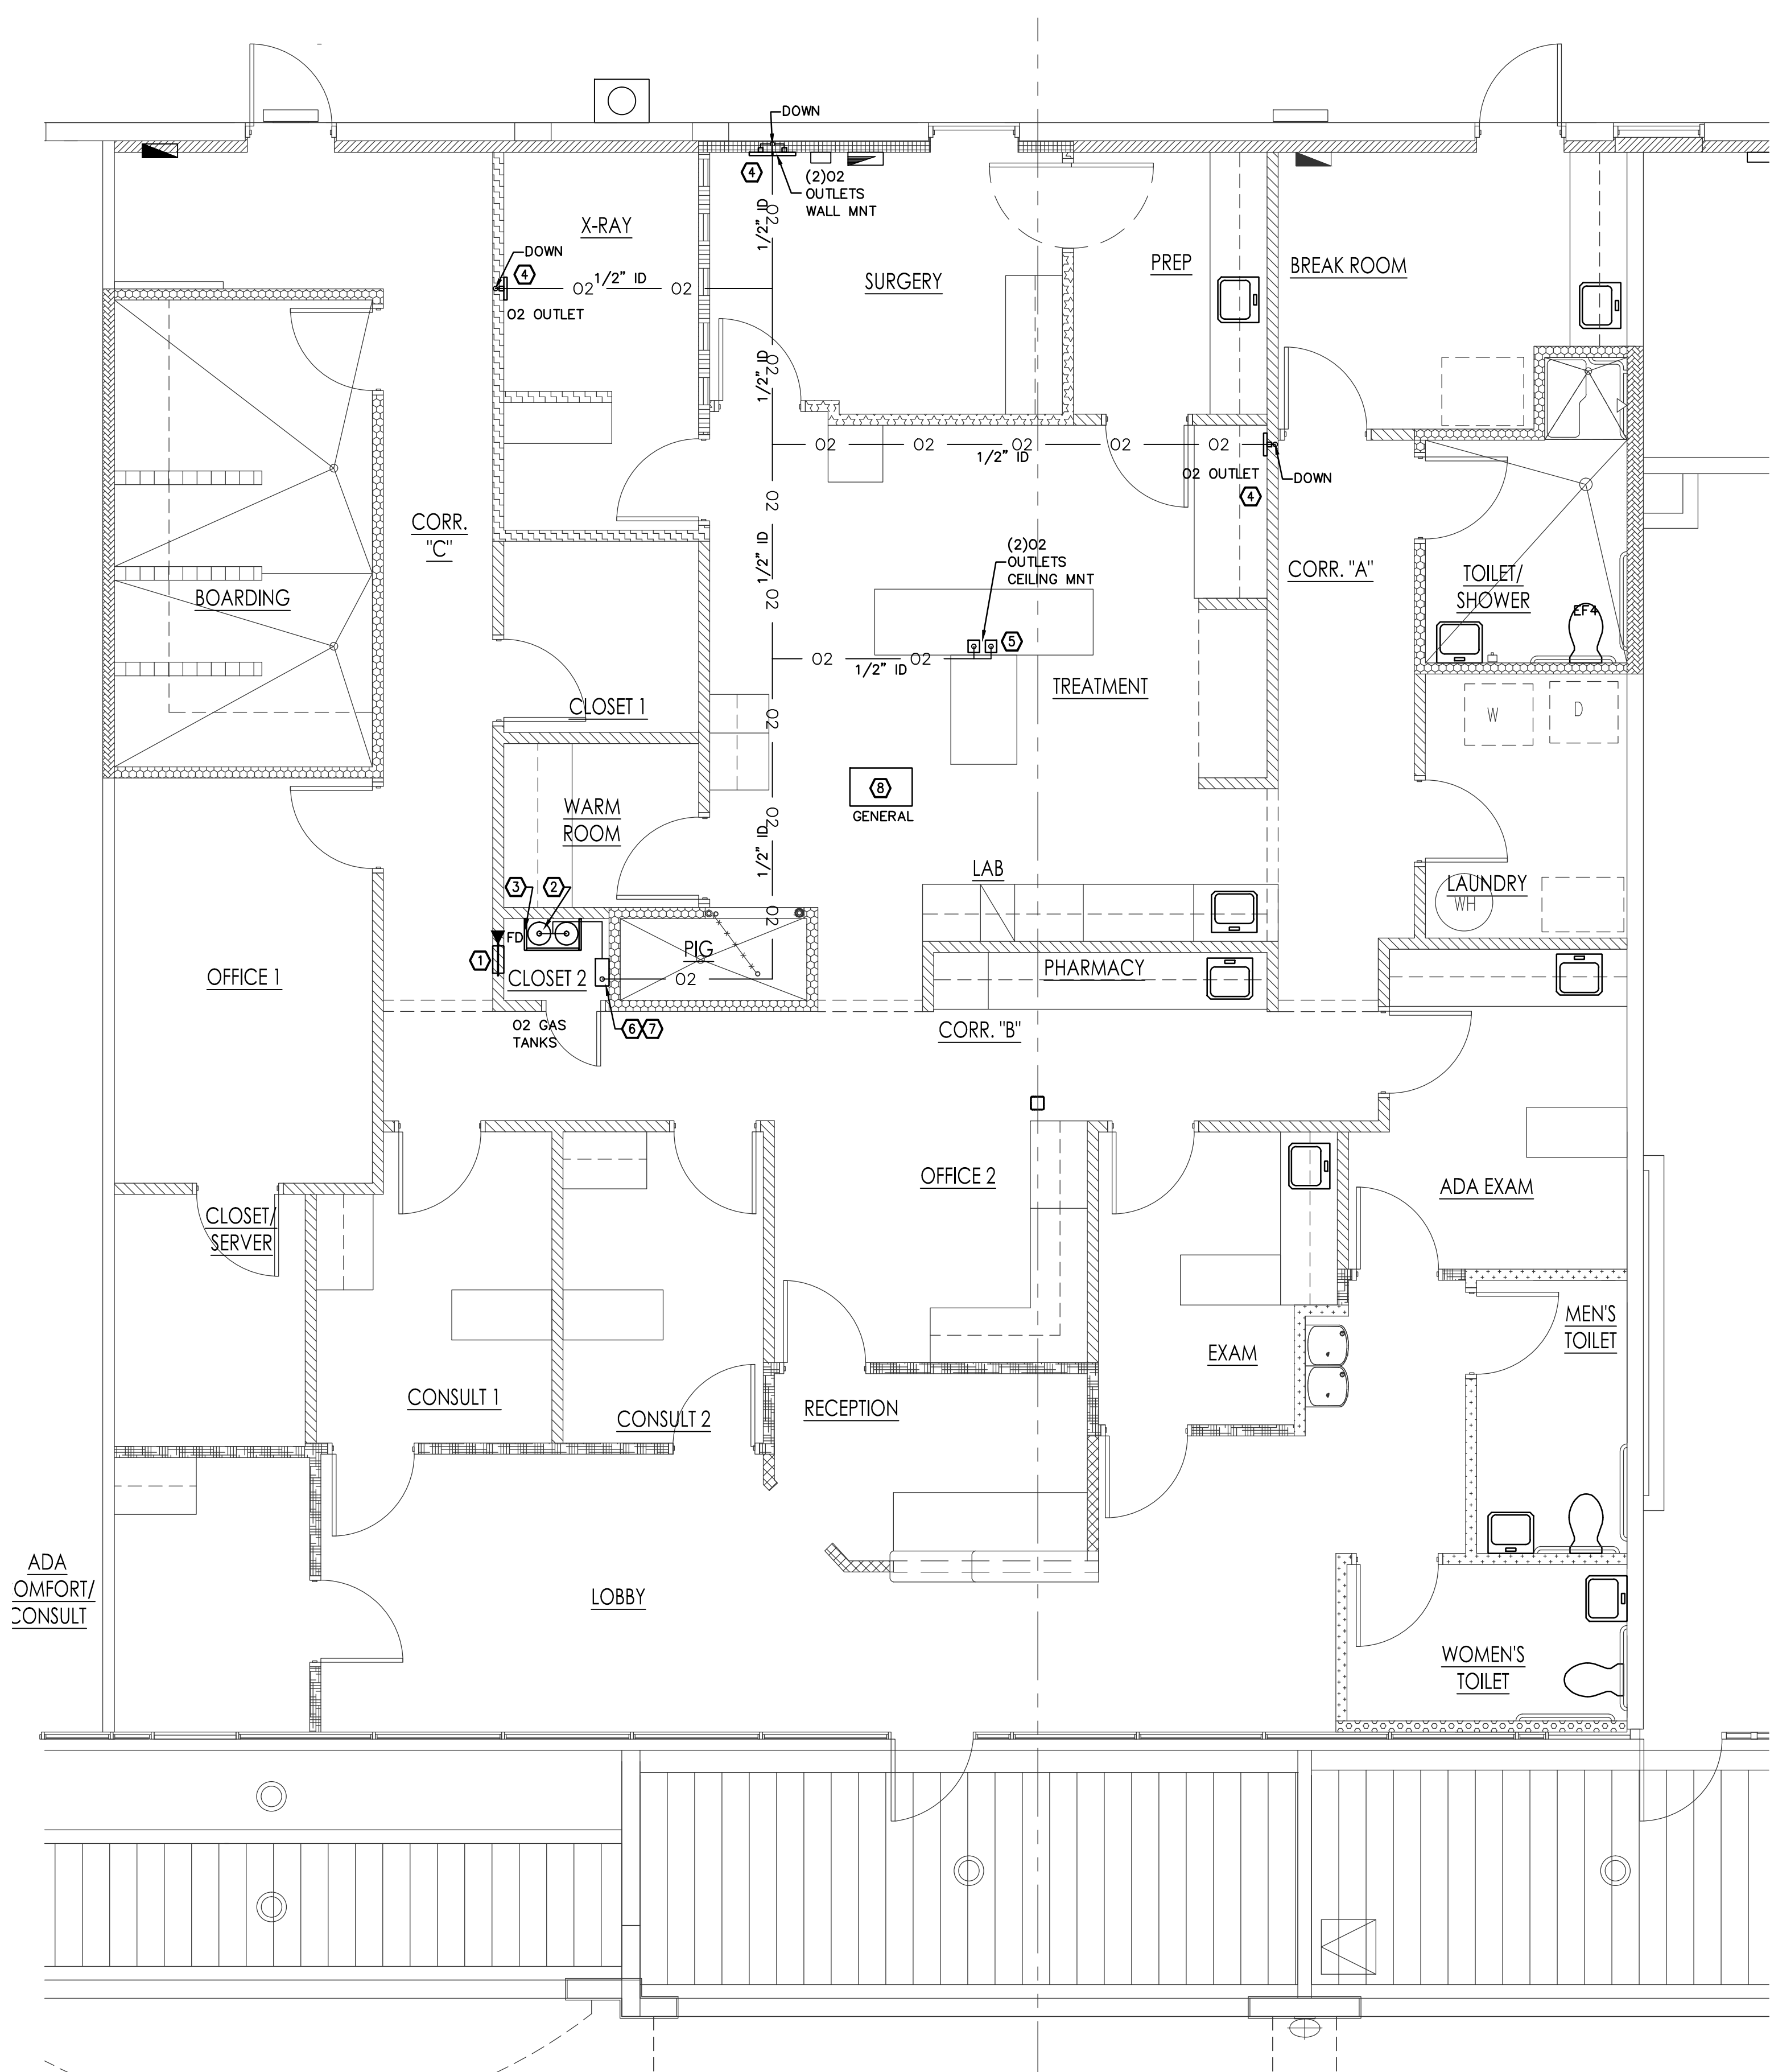 DOWN
4
(2)O2
OUTLETS
WALL MNT
1/2" ID
O2
X-RAY
DOWN
4
O2
1/2" ID
O2
O2 OUTLET
SURGERY
PREP
BREAK ROOM
1/2" ID
O2
O2
O2
O2
O2
O2
1/2" ID
O2 OUTLET
4
DOWN
O2
CORR.
"C"
1/2" ID
(2)O2
OUTLETS
CEILING MNT
CORR. "A"
TOILET/
SHOWER
EF4
BOARDING
O2
5
O2
O2
1/2" ID
TREATMENT
CLOSET 1
O2
W
D
8
GENERAL
WARM
ROOM
O2
1/2" ID
LAB
3
2
LAUNDRY
WH
O2
FD
1
PIG
PHARMACY
OFFICE 1
CLOSET 2
O2
O2 GAS
TANKS
6
7
CORR. "B"
OFFICE 2
ADA EXAM
CLOSET/
SERVER
MEN'S
TOILET
EXAM
CONSULT 1
CONSULT 2
RECEPTION
ADA
OMFORT/
CONSULT
LOBBY
WOMEN'S
TOILET